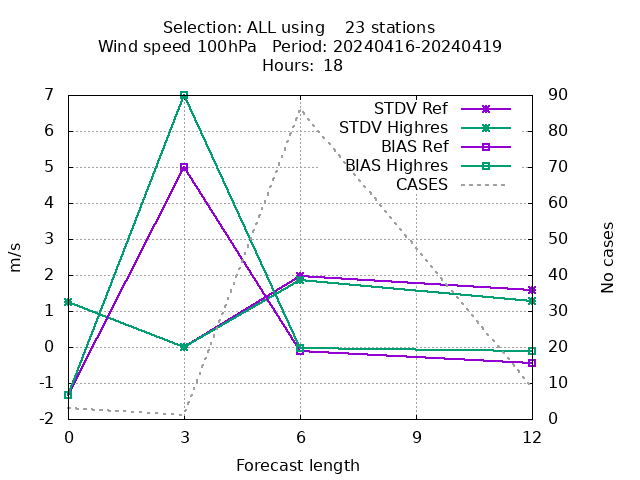 Selection: ALL using    23 stations
Wind speed 100hPa   Period: 20240416-20240419
Hours: 18
STDV Ref
STDV Highres
BIAS Ref
BIAS Highres
CASES
7
6
5
4
3
2
1
0
-1
-2
m/s
90
80
70
60
50
40
30
20
10
0
No cases
0 3 6 9 12
Forecast length